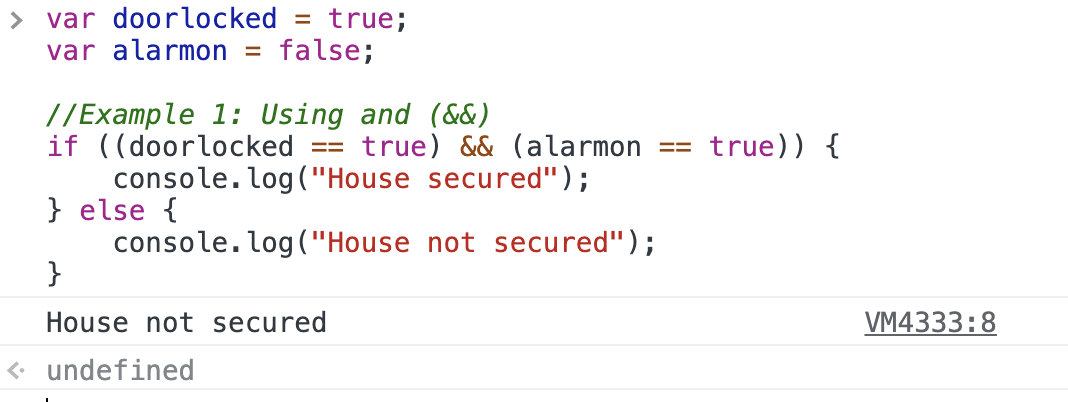 > var doorlocked = true;
var alarmon = false;

//Example 1: Using and (&&)
if ((doorlocked == true) && (alarmon == true)) {
    console.log("House secured");
} else {
    console.log("House not secured");
}
House not secured VM4333:8
undefined